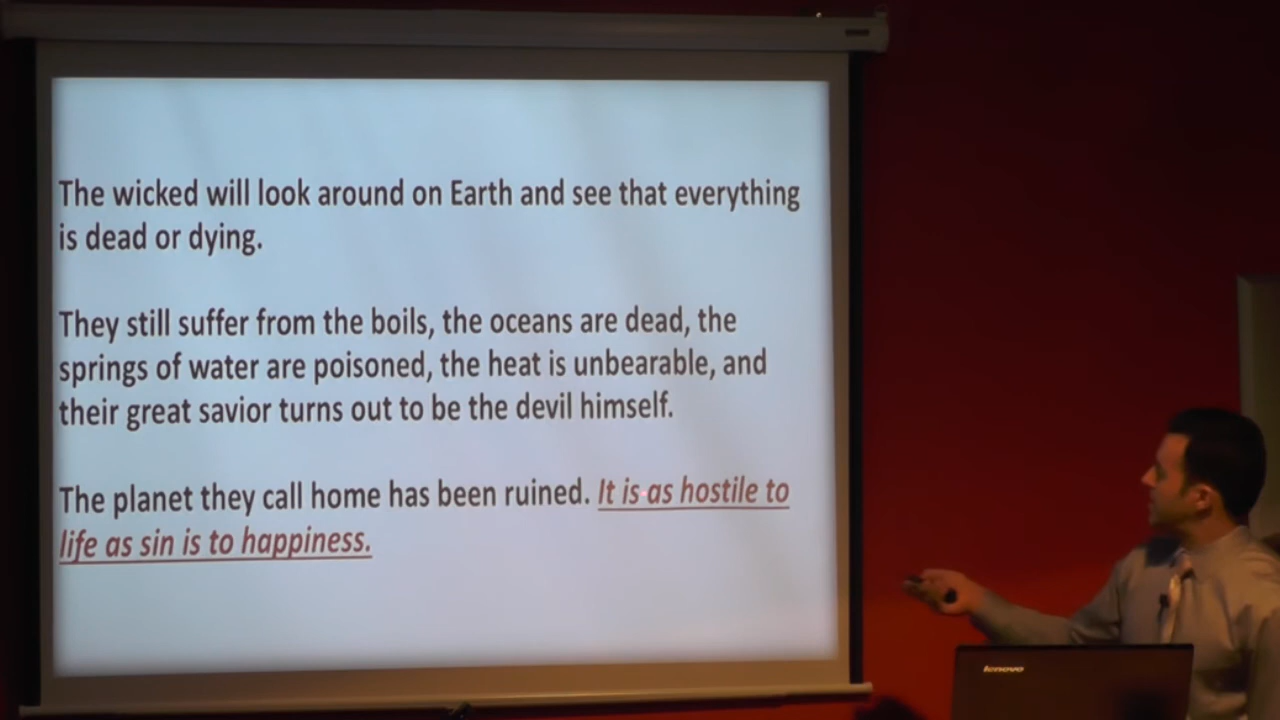 The wicked will look around on Earth and see that everything
is dead or dying.
They still suffer from the boils, the oceans are dead, the
springs of water are poisoned, the heat is unbearable, and
their great savior turns out to be the devil himself.
The planet they call home has been ruined. It is as hostile to
life as sin is to happiness.
lenovo